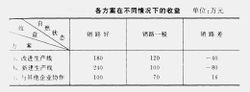 各方案在不同情况下的收益 单位:万元
自然状态
收益
方案
销路好 销路一般 销路差
a. 改进生产线 180 120 -40
b. 新建生产线 240 100 -80
c. 与其他企业协作 100 70 16